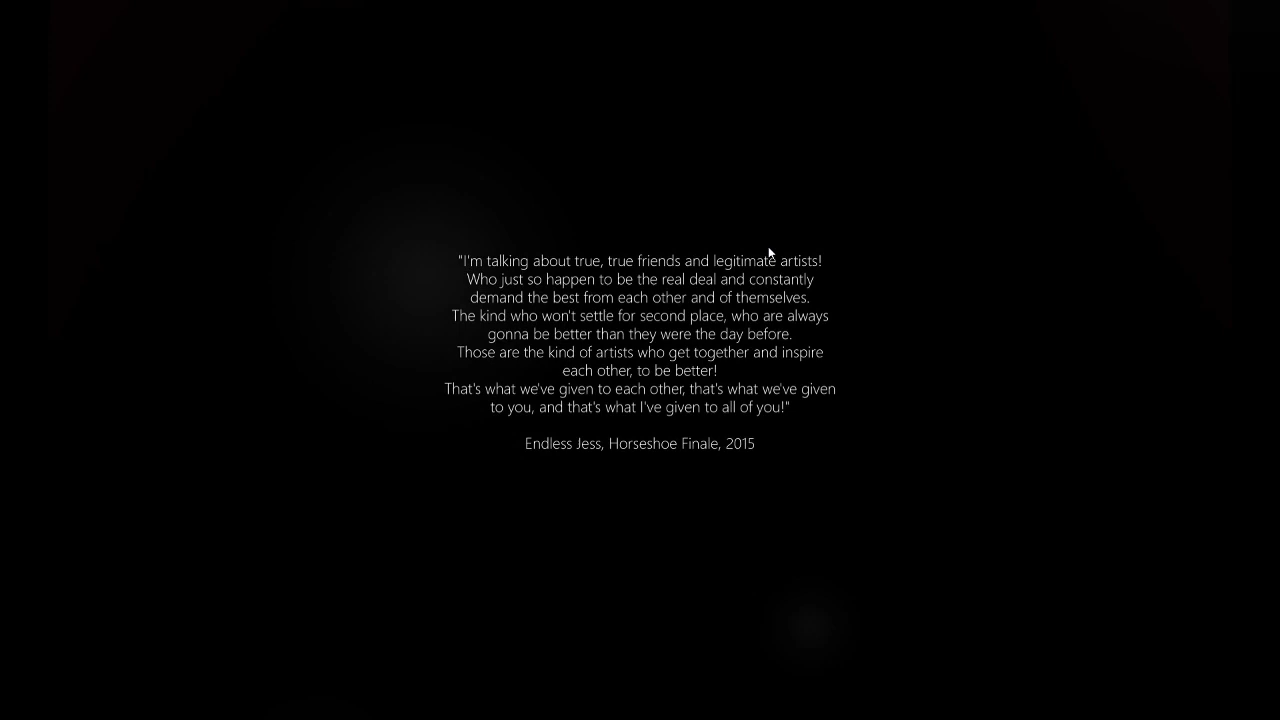 "I'm talking about true, true friends and legitimate artists!
Who just so happen to be the real deal and constantly
demand the best from each other and of themselves.
The kind who won't settle for second place, who are always
gonna be better than they were the day before.
Those are the kind of artists who get together and inspire
each other, to be better!
That's what we've given to each other, that's what we've given
to you, and that's what I've given to all of you!"
Endless Jess, Horseshoe Finale, 2015